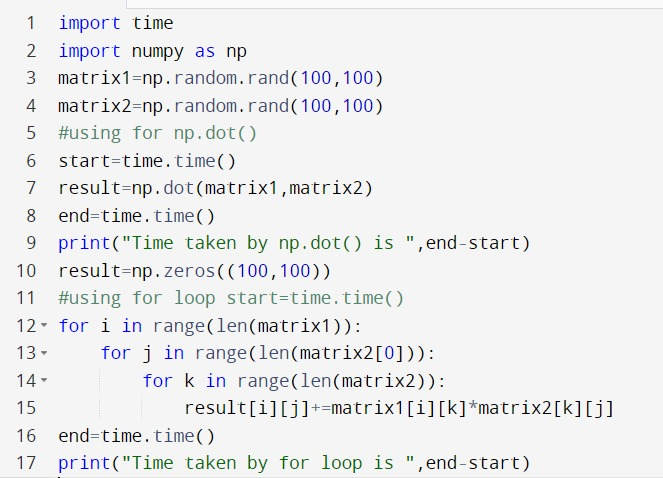 1 import time
2 import numpy as np
3 matrix1=np.random.rand(100,100)
4 matrix2=np.random.rand(100,100)
5 #using for np.dot()
6 start=time.time()
7 result=np.dot(matrix1,matrix2)
8 end=time.time()
9 print("Time taken by np.dot() is ",end-start)
10 result=np.zeros((100,100))
11 #using for loop start=time.time()
12 for i in range(len(matrix1)):
13     for j in range(len(matrix2[0])):
14         for k in range(len(matrix2)):
15             result[i][j]+=matrix1[i][k]*matrix2[k][j]
16 end=time.time()
17 print("Time taken by for loop is ",end-start)